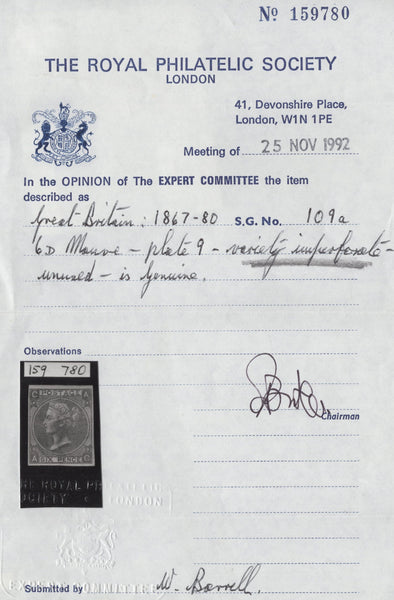 Nº 159780
THE ROYAL PHILATELIC SOCIETY
LONDON
41, Devonshire Place,
London, W1N 1PE
Meeting of 25 NOV 1992
In the OPINION of The EXPERT COMMITTEE the item
described as
Great Britain: 1867-80 S.G. No. 109a
6D Mauve - plate 9 - variety imperforate -
unused - is genuine.
Observations
159 780
C POSTAGE A
A SIX PENCE C
Chairman
THE ROYAL PHILATELIC
SOCIETY LONDON
EXPERT COMMITTEE
Submitted by W. Barrell.